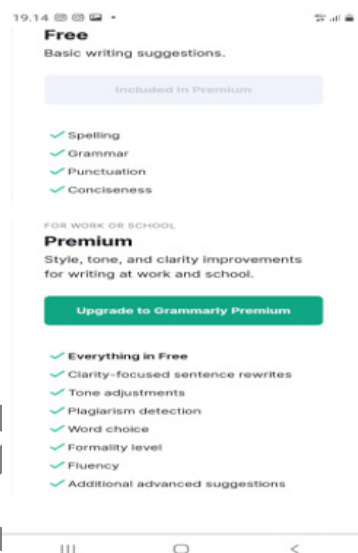 19.14
Free
Basic writing suggestions.
Included in Premium
Spelling
Grammar
Punctuation
Conciseness
FOR WORK OR SCHOOL
Premium
Style, tone, and clarity improvements
for writing at work and school.
Upgrade to Grammarly Premium
Everything in Free
Clarity-focused sentence rewrites
Tone adjustments
Plagiarism detection
Word choice
Formality level
Fluency
Additional advanced suggestions